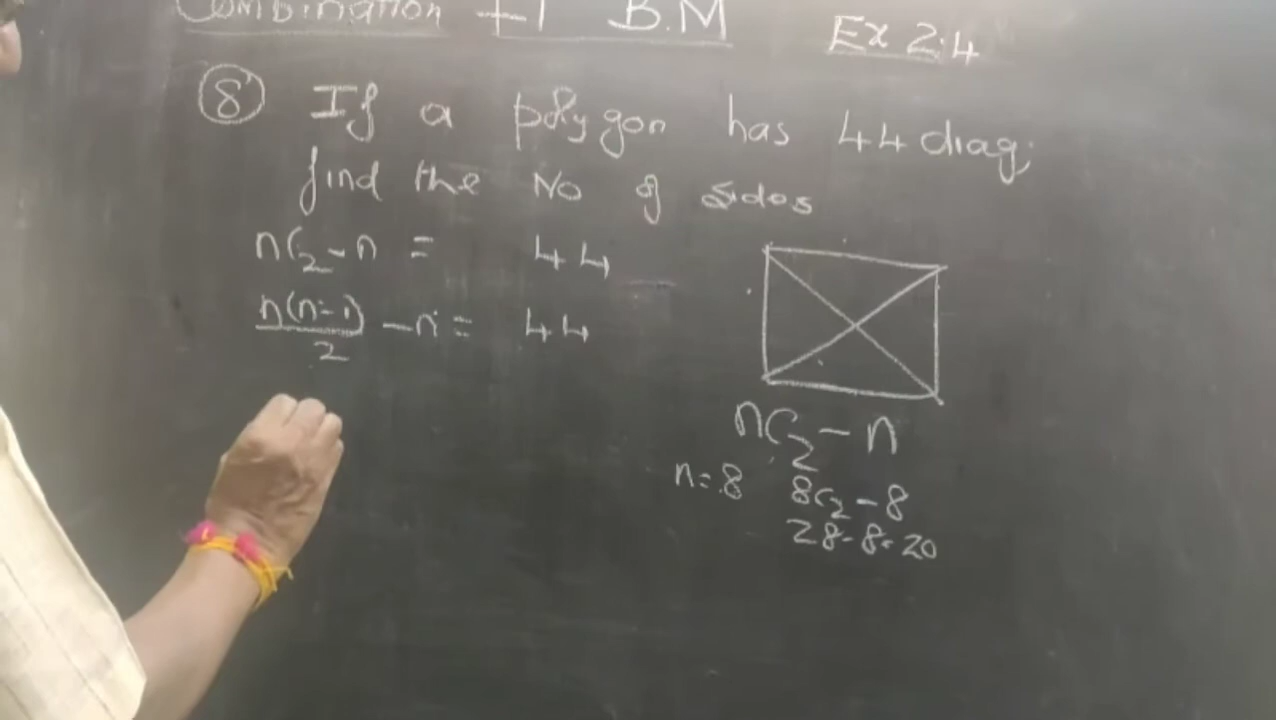 Combination +1 B.M Ex 2.4
8 If a polygon has 44 diag;
find the No of sides
nC2 - n = 44
n(n-1)/2 - n = 44
nC2 - n
n = 8 8C2 - 8
28 - 8 = 20